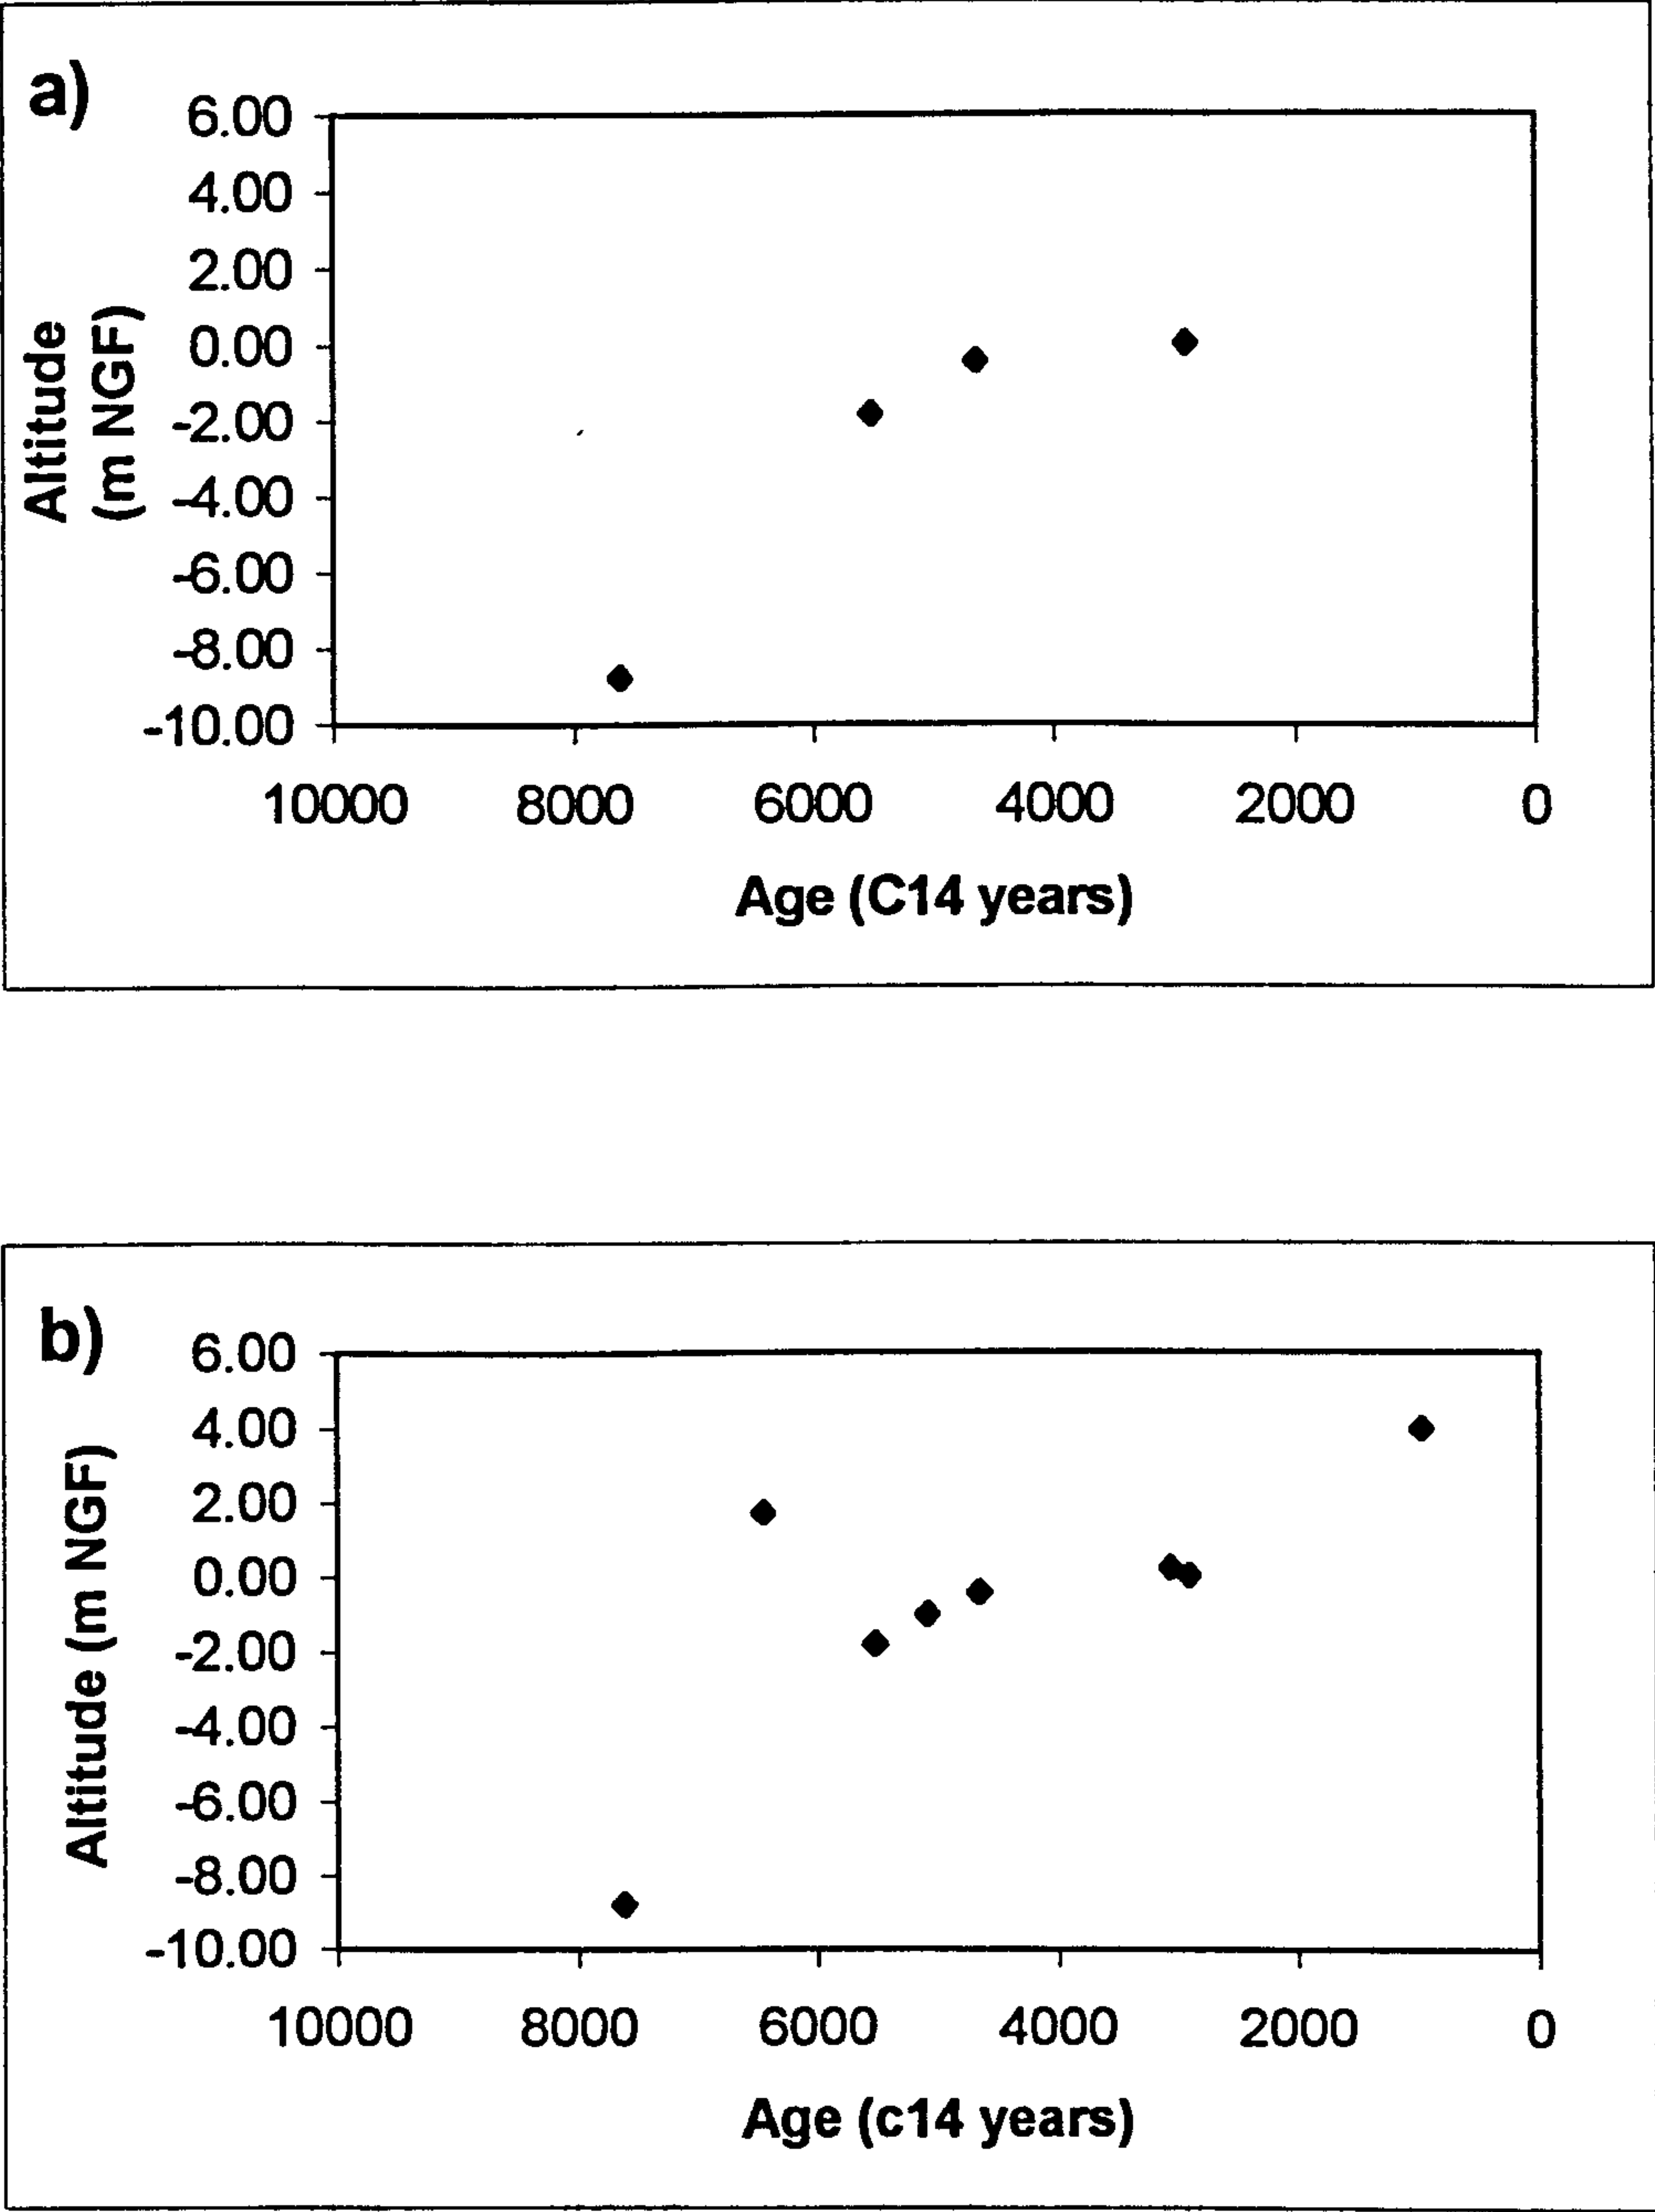 a)
6.00
4.00
2.00
0.00
-2.00
-4.00
-6.00
-8.00
-10.00
Altitude
(m NGF)
10000 8000 6000 4000 2000 0
Age (C14 years)
b)
6.00
4.00
2.00
0.00
-2.00
-4.00
-6.00
-8.00
-10.00
Altitude (m NGF)
10000 8000 6000 4000 2000 0
Age (c14 years)